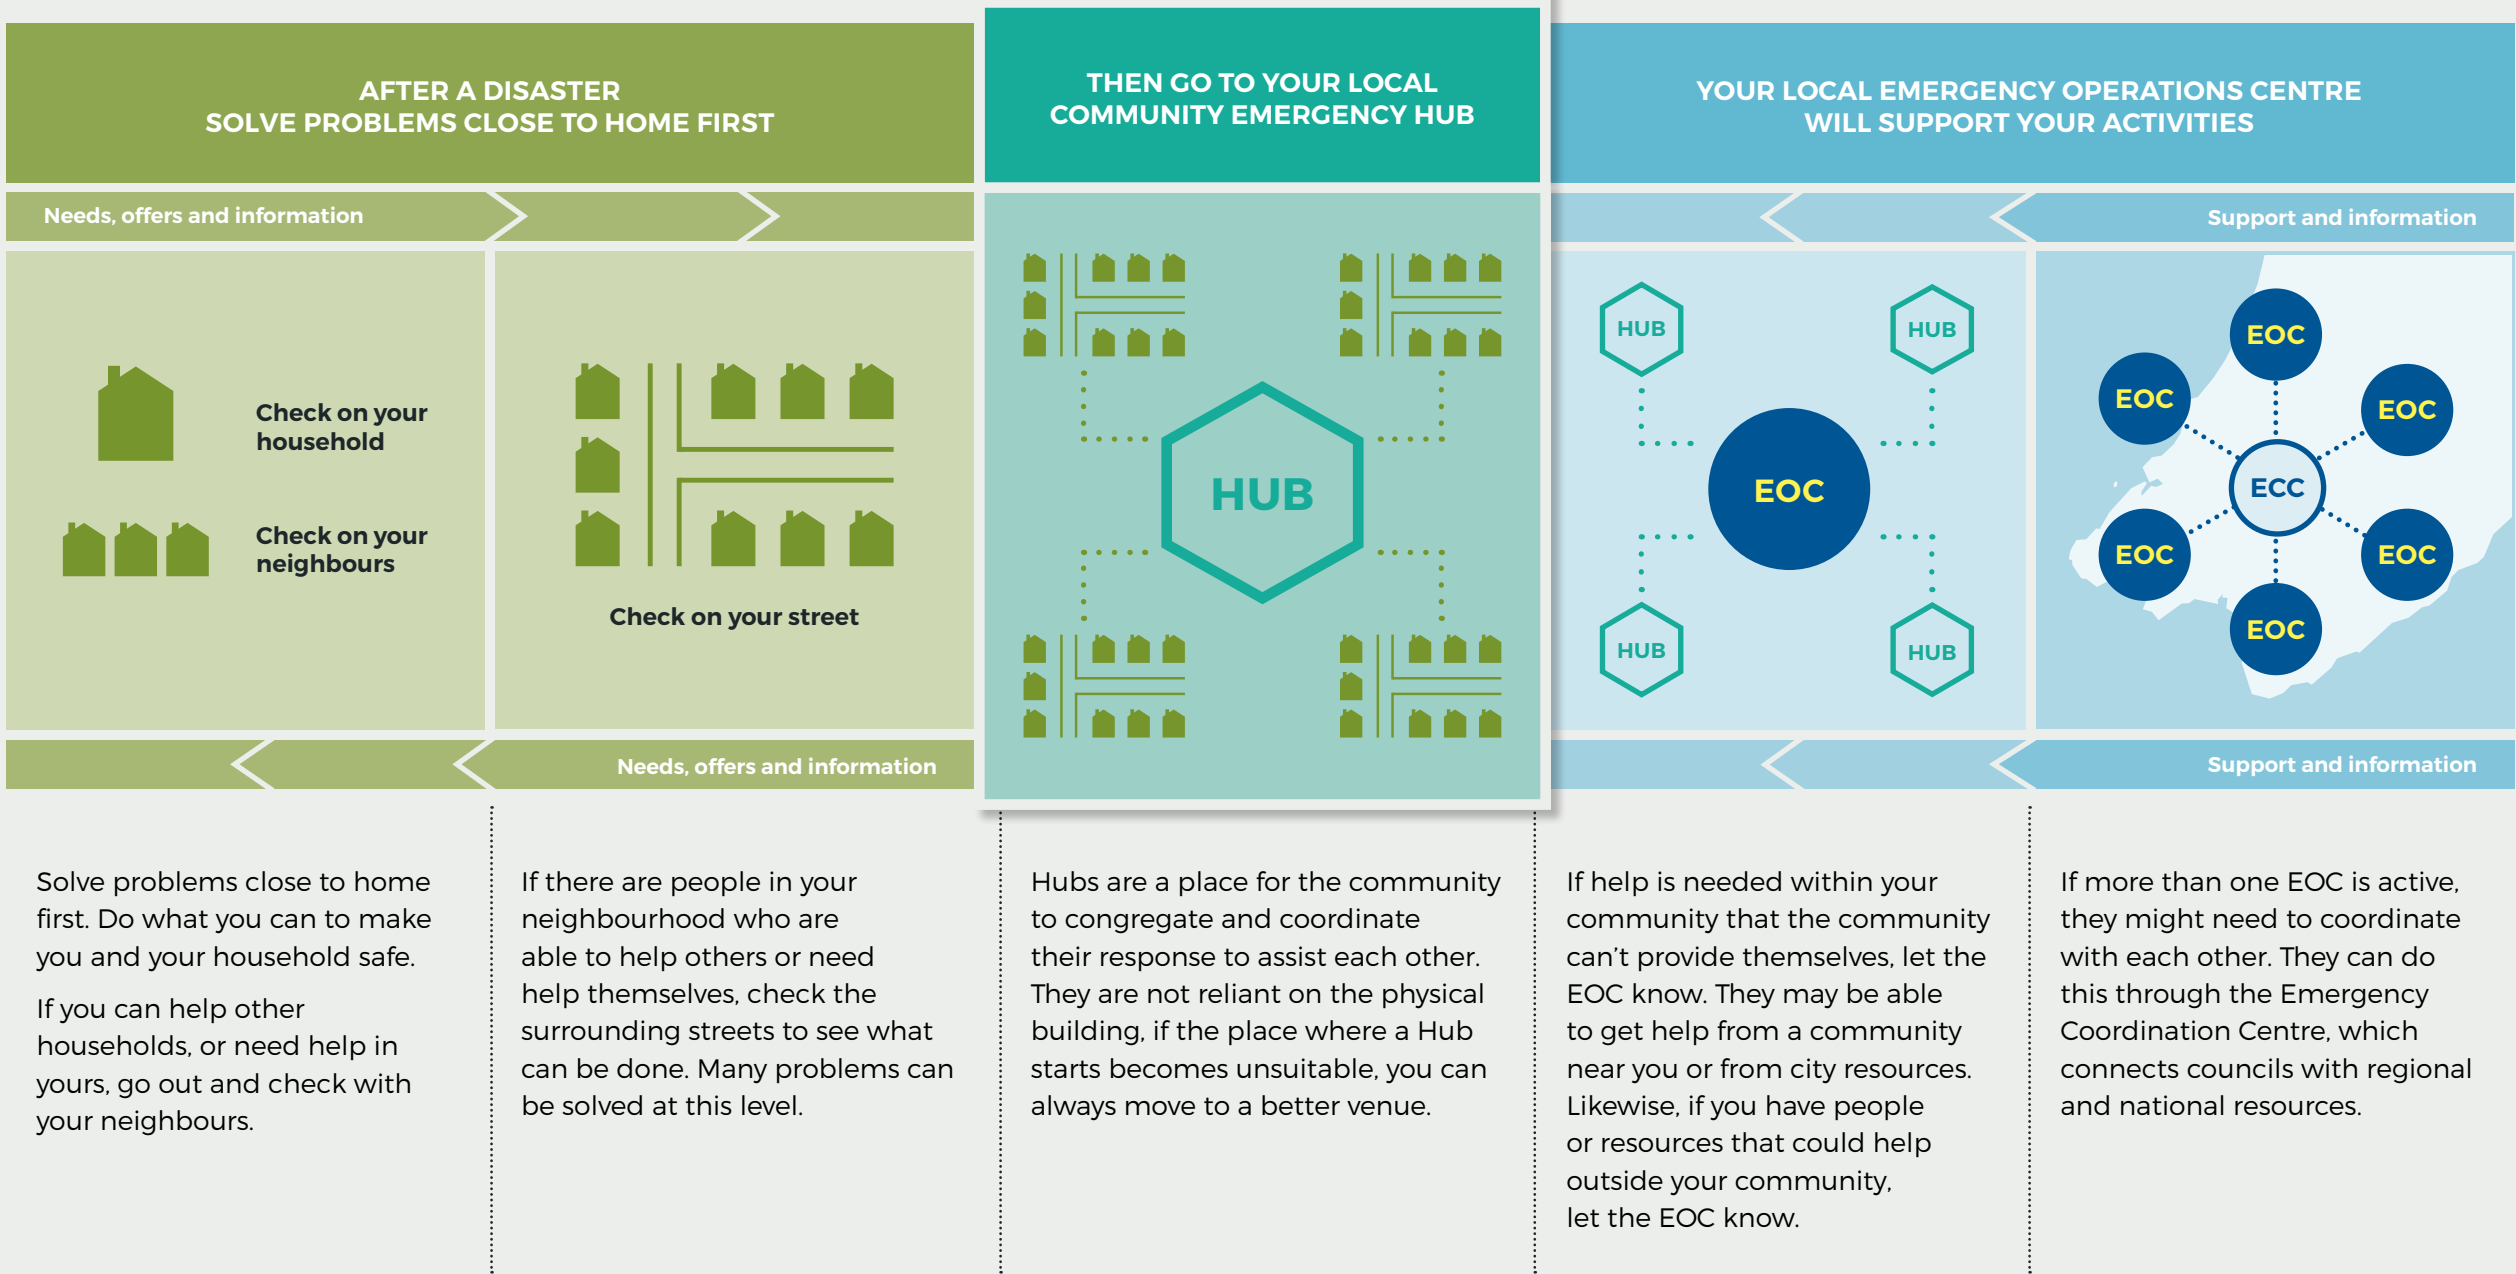 AFTER A DISASTER
SOLVE PROBLEMS CLOSE TO HOME FIRST
Needs, offers and information
Check on your
household
Check on your
neighbours
Check on your street
Needs, offers and information
THEN GO TO YOUR LOCAL
COMMUNITY EMERGENCY HUB
HUB
YOUR LOCAL EMERGENCY OPERATIONS CENTRE
WILL SUPPORT YOUR ACTIVITIES
Support and information
HUB
HUB
EOC
HUB
HUB
EOC
EOC
EOC
ECC
EOC
EOC
EOC
Support and information
Solve problems close to home
first. Do what you can to make
you and your household safe.
If you can help other
households, or need help in
yours, go out and check with
your neighbours.
If there are people in your
neighbourhood who are
able to help others or need
help themselves, check the
surrounding streets to see what
can be done. Many problems can
be solved at this level.
Hubs are a place for the community
to congregate and coordinate
their response to assist each other.
They are not reliant on the physical
building, if the place where a Hub
starts becomes unsuitable, you can
always move to a better venue.
If help is needed within your
community that the community
can't provide themselves, let the
EOC know. They may be able
to get help from a community
near you or from city resources.
Likewise, if you have people
or resources that could help
outside your community,
let the EOC know.
If more than one EOC is active,
they might need to coordinate
with each other. They can do
this through the Emergency
Coordination Centre, which
connects councils with regional
and national resources.